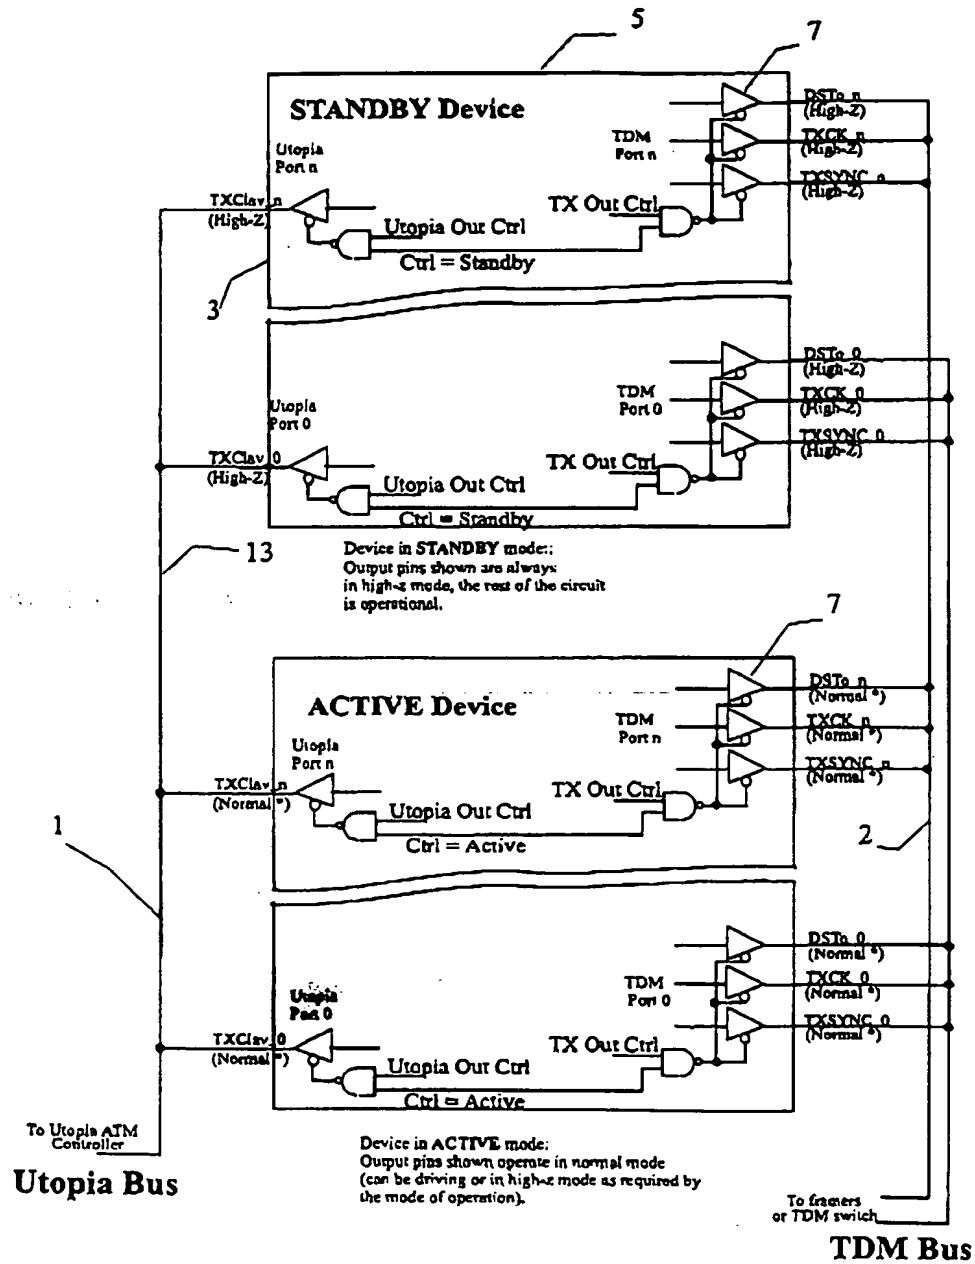 5
7
STANDBY Device
DSTo_n
(High-Z)
TDM
Port n
TXCK_n
(High-Z)
Utopia
Port n
TXSYNC_n
(High-Z)
TXClav_n
(High-Z)
TX Out Ctrl
Utopia Out Ctrl
Ctrl = Standby
3
DSTo_0
(High-Z)
TDM
Port 0
TXCK_0
(High-Z)
Utopia
Port 0
TXSYNC_0
(High-Z)
TXClav_0
(High-Z)
TX Out Ctrl
Utopia Out Ctrl
Ctrl = Standby
13
Device in STANDBY mode:;
Output pins shown are always
in high-z mode, the rest of the circuit
is operational.
7
ACTIVE Device
DSTo_n
(Normal *)
TDM
Port n
TXCK_n
(Normal *)
Utopia
Port n
TXSYNC_n
(Normal *)
TXClav_n
(Normal *)
TX Out Ctrl
Utopia Out Ctrl
Ctrl = Active
1
2
DSTo_0
(Normal *)
TDM
Port 0
TXCK_0
(Normal *)
Utopia
Port 0
TXSYNC_0
(Normal *)
TXClav_0
(Normal *)
TX Out Ctrl
Utopia Out Ctrl
Ctrl = Active
To Utopia ATM
Controller
Utopia Bus
Device in ACTIVE mode:
Output pins shown operate in normal mode
(can be driving or in high-z mode as required by
the mode of operation).
To framers
or TDM switch
TDM Bus